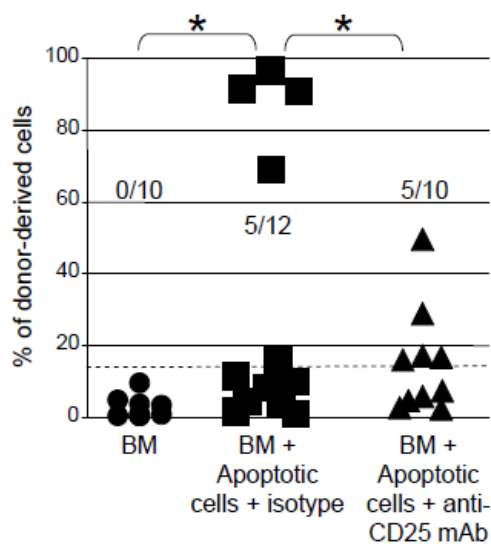 * *
% of donor-derived cells
100
80
60
40
20
0
0/10
5/12
5/10
BM
BM +
Apoptotic
cells + isotype
BM +
Apoptotic
cells + anti-
CD25 mAb